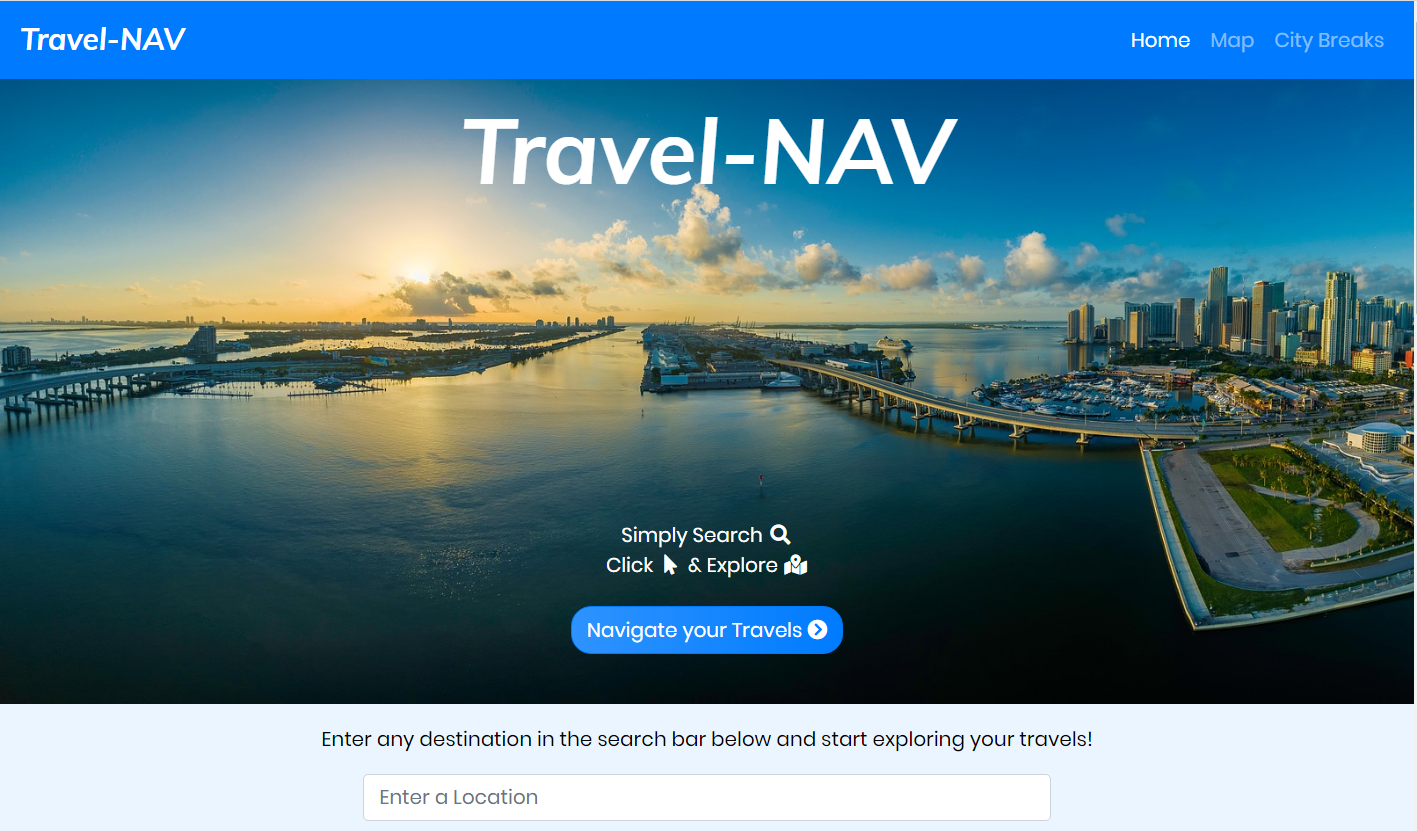 Travel-NAV
Home Map City Breaks
Travel-NAV
Simply Search
Click & Explore
Navigate your Travels
Enter any destination in the search bar below and start exploring your travels!
Enter a Location